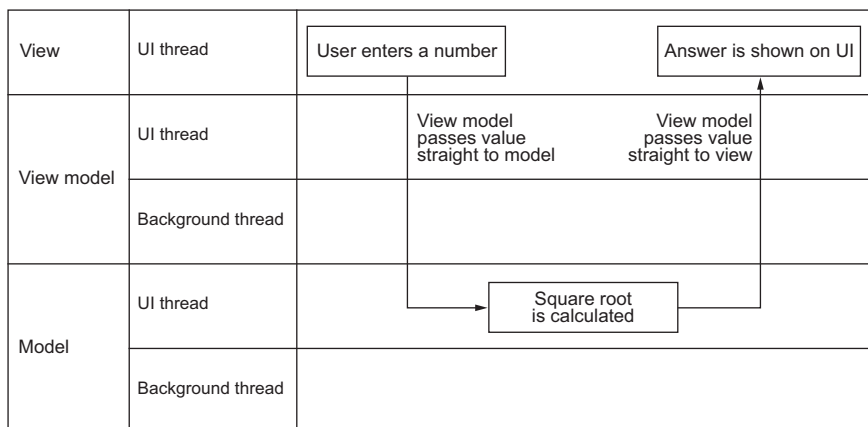 View
UI thread
User enters a number
Answer is shown on UI
View model
UI thread
View model
passes value
straight to model
View model
passes value
straight to view
Background thread
Model
UI thread
Square root
is calculated
Background thread